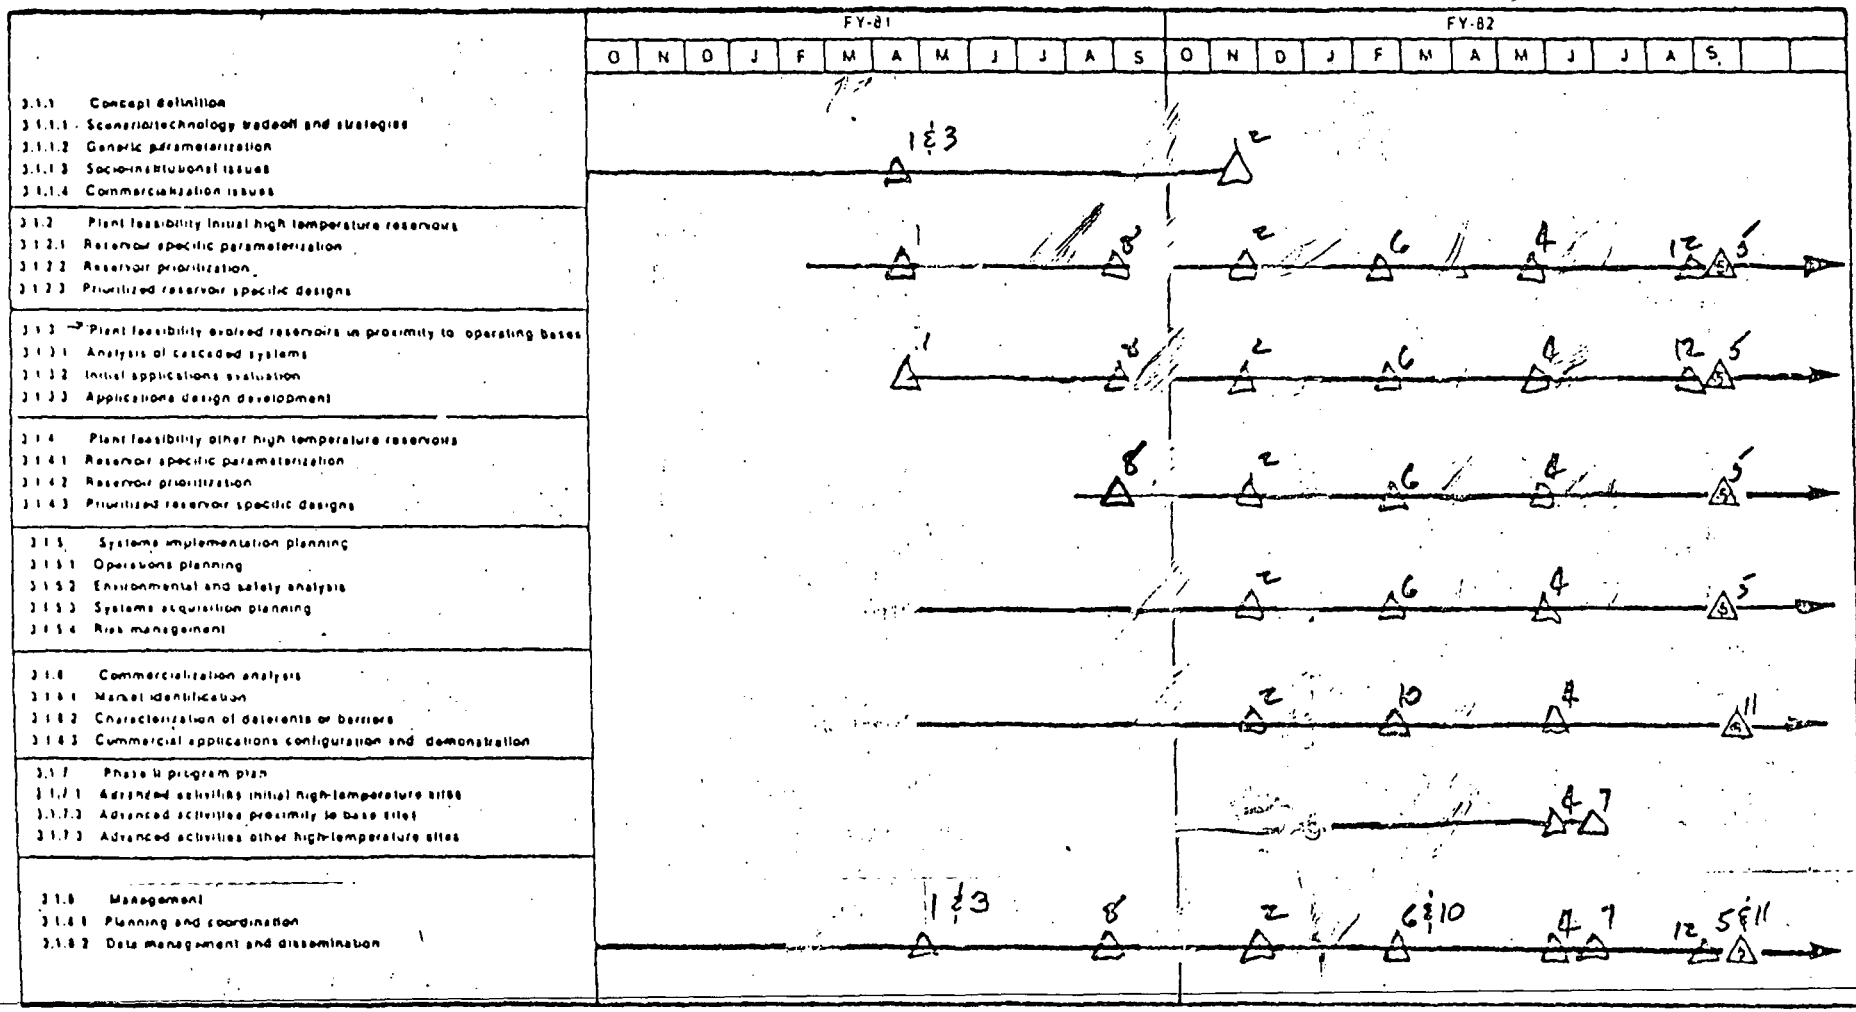 FY-81 FY-82
O N D J F M A M J J A S O N D J F M A M J J A S
3.1.1 Concept definition
3.1.1.1 Scenario/technology tradeoff and strategies
3.1.1.2 Generic parameterization
3.1.1.3 Socio-institutional issues
3.1.1.4 Commercialization issues
1 & 3 2
3.1.2 Plant feasibility initial high temperature reservoirs
3.1.2.1 Reservoir specific parameterization
3.1.2.2 Reservoir prioritization
3.1.2.3 Prioritized reservoir specific designs
1 8 2 6 4 12 5
3.1.3 Plant feasibility evolved reservoirs in proximity to operating bases
3.1.3.1 Analysis of cascaded systems
3.1.3.2 Initial applications evaluation
3.1.3.3 Applications design development
1 8 2 6 4 12 5
3.1.4 Plant feasibility other high temperature reservoirs
3.1.4.1 Reservoir specific parameterization
3.1.4.2 Reservoir prioritization
3.1.4.3 Prioritized reservoir specific designs
8 2 6 4 5
3.1.5 Systems implementation planning
3.1.5.1 Operations planning
3.1.5.2 Environmental and safety analysis
3.1.5.3 Systems acquisition planning
3.1.5.4 Risk management
2 6 4 5
3.1.6 Commercialization analysis
3.1.6.1 Market identification
3.1.6.2 Characterization of deterents or barriers
3.1.6.3 Commercial applications configuration and demonstration
2 10 4 11
3.1.7 Phase II program plan
3.1.7.1 Advanced activities initial high-temperature sites
3.1.7.2 Advanced activities proximity to base sites
3.1.7.3 Advanced activities other high-temperature sites
4 7
3.1.8 Management
3.1.8.1 Planning and coordination
3.1.8.2 Data management and dissemination
1 & 3 8 2 6 & 10 4 7 12 5 & 11